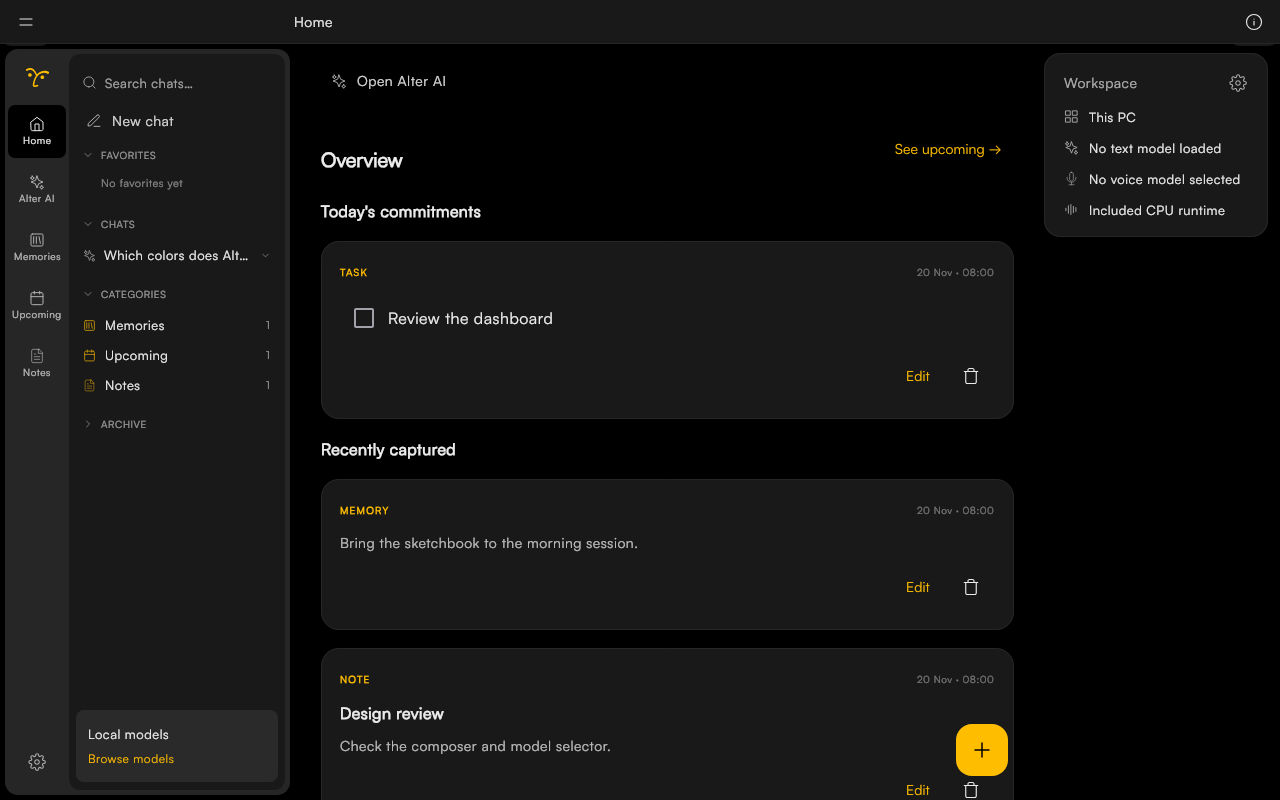 Home
Search chats...
New chat
FAVORITES
No favorites yet
CHATS
Which colors does Alt...
CATEGORIES
Memories 1
Upcoming 1
Notes 1
ARCHIVE
Home
Alter AI
Memories
Upcoming
Notes
Local models
Browse models
Open Alter AI
Overview
See upcoming →
Today's commitments
TASK
20 Nov • 08:00
Review the dashboard
Edit
Recently captured
MEMORY
20 Nov • 08:00
Bring the sketchbook to the morning session.
Edit
NOTE
20 Nov • 08:00
Design review
Check the composer and model selector.
Edit
Workspace
This PC
No text model loaded
No voice model selected
Included CPU runtime